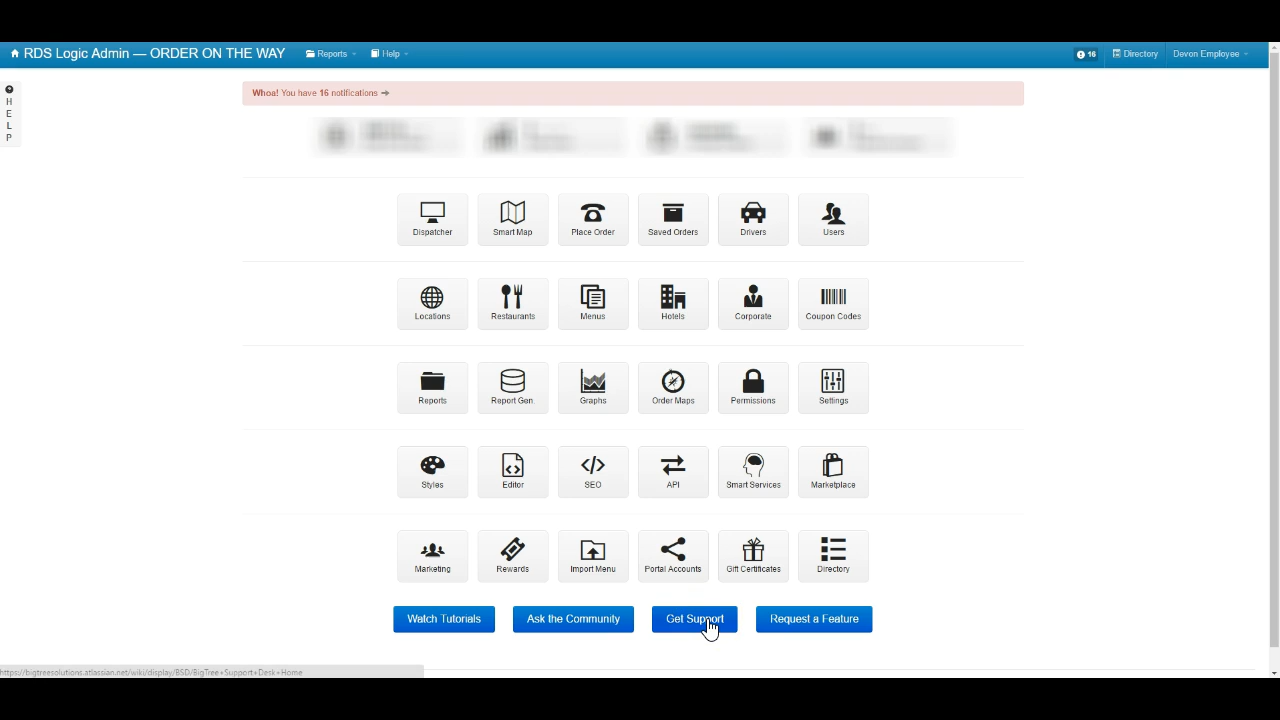 RDS Logic Admin — ORDER ON THE WAY Reports Help 16 Directory Devon Employee
HELP
Whoa! You have 16 notifications
Dispatcher Smart Map Place Order Saved Orders Drivers Users
Locations Restaurants Menus Hotels Corporate Coupon Codes
Reports Report Gen. Graphs Order Maps Permissions Settings
Styles Editor SEO API Smart Services Marketplace
Marketing Rewards Import Menu Portal Accounts Gift Certificates Directory
Watch Tutorials Ask the Community Get Support Request a Feature
https://bigtreesolutions.atlassian.net/wiki/display/BSD/BigTree+Support+Desk+Home